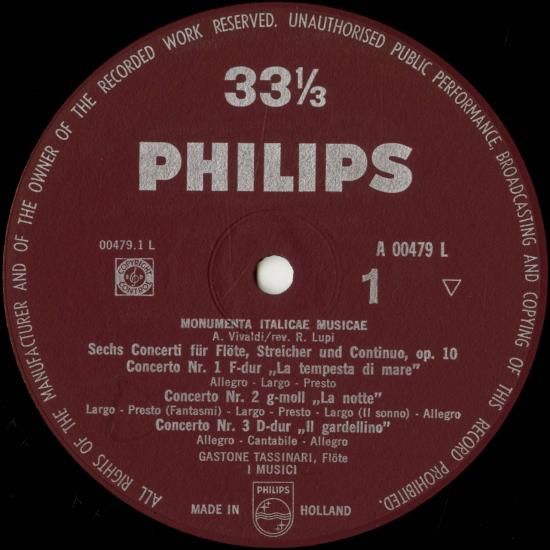 ALL RIGHTS OF THE MANUFACTURER AND OF THE OWNER OF THE RECORDED WORK RESERVED. UNAUTHORISED PUBLIC PERFORMANCE, BROADCASTING AND COPYING OF THIS RECORD PROHIBITED.
33⅓
PHILIPS
00479.1 L
A 00479 L
COPYRIGHT
CONTROL
1 ▽
MONUMENTA ITALICAE MUSICAE
A. Vivaldi/rev. R. Lupi
Sechs Concerti für Flöte, Streicher und Continuo, op. 10
Concerto Nr. 1 F-dur „La tempesta di mare”
Allegro - Largo - Presto
Concerto Nr. 2 g-moll „La notte”
Largo - Presto (Fantasmi) - Largo - Presto - Largo (Il sonno) - Allegro
Concerto Nr. 3 D-dur „Il gardellino”
Allegro - Cantabile - Allegro
GASTONE TASSINARI, Flöte
I MUSICI
PHILIPS
MADE IN HOLLAND